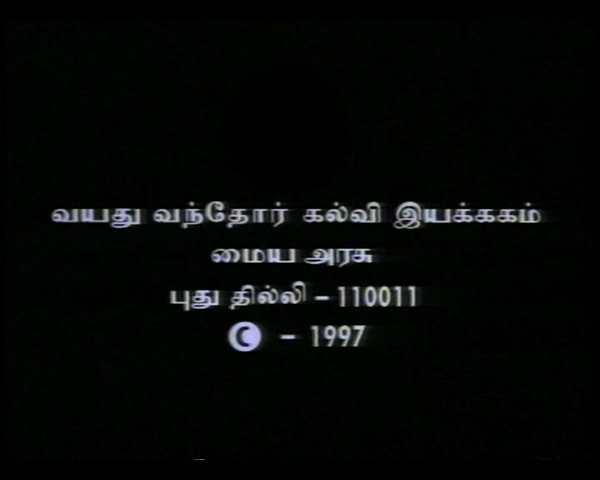 வயது வந்தோர் கல்வி இயக்ககம்
மைய அரசு
புது தில்லி – 110011
© – 1997